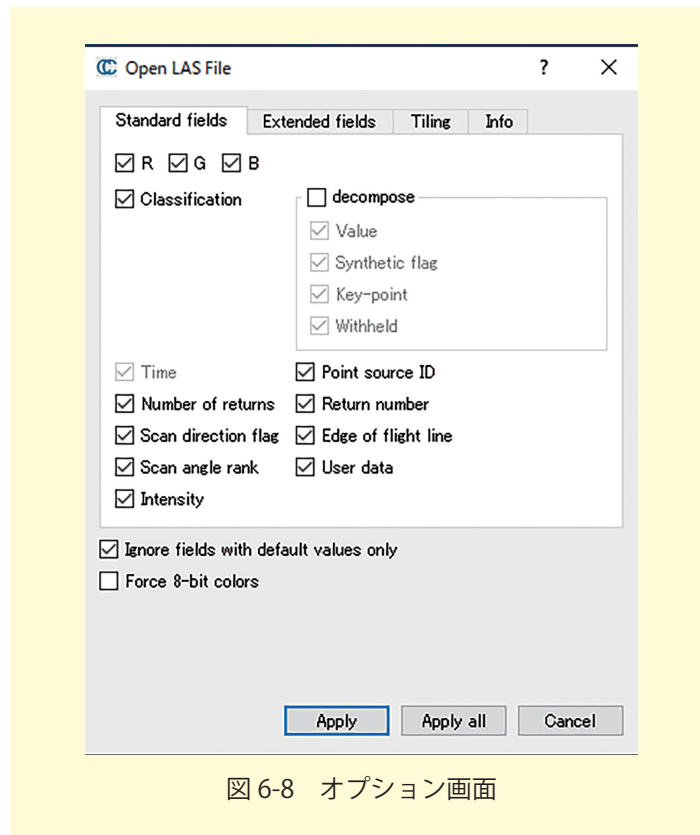 Open LAS File
Standard fields Extended fields Tiling Info
R G B
Classification decompose
Value
Synthetic flag
Key-point
Withheld
Time Point source ID
Number of returns Return number
Scan direction flag Edge of flight line
Scan angle rank User data
Intensity
Ignore fields with default values only
Force 8-bit colors
Apply Apply all Cancel
図 6-8 オプション画面